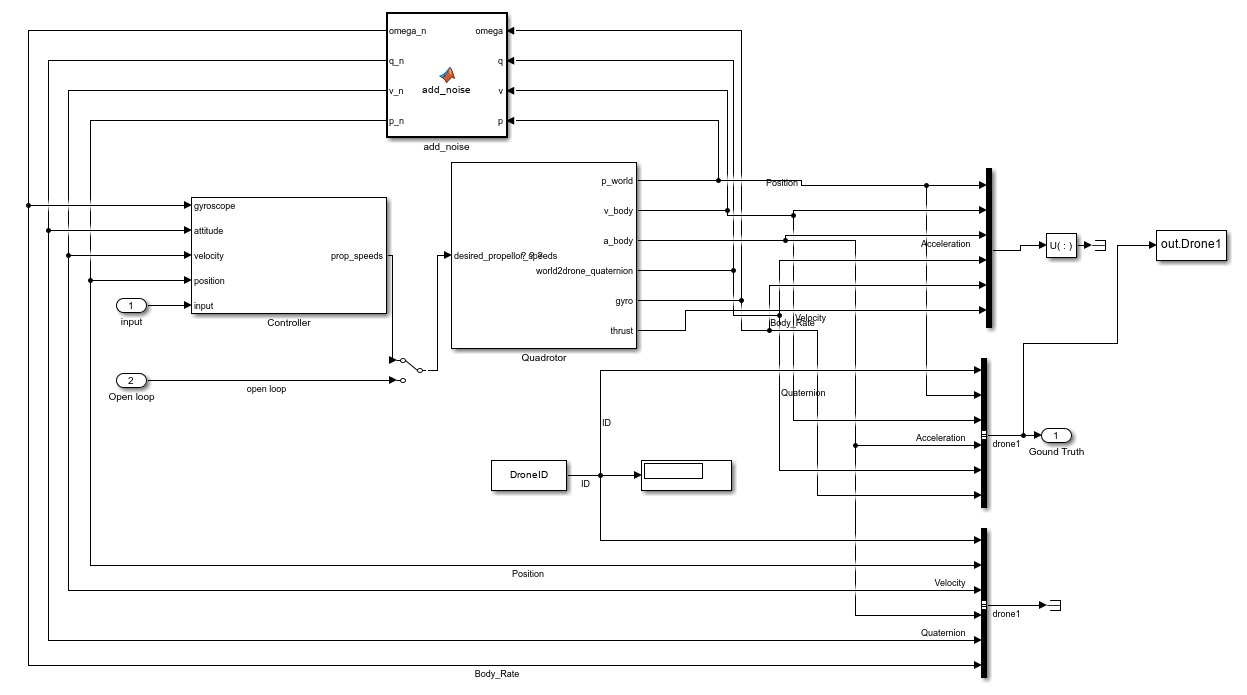 omega_n
omega
q_n
q
add_noise
v_n
v
p_n
p
add_noise
p_world
Position
v_body
a_body
Acceleration
U( : )
out.Drone1
desired_propellor_speeds
world2drone_quaternion
gyro
thrust
Quadrotor
Velocity
Body_Rate
gyroscope
attitude
velocity
prop_speeds
position
input
Controller
1
input
2
Open loop
open loop
Quaternion
ID
Acceleration
drone1
1
Gound Truth
DroneID
ID
Position
Velocity
drone1
Quaternion
Body_Rate